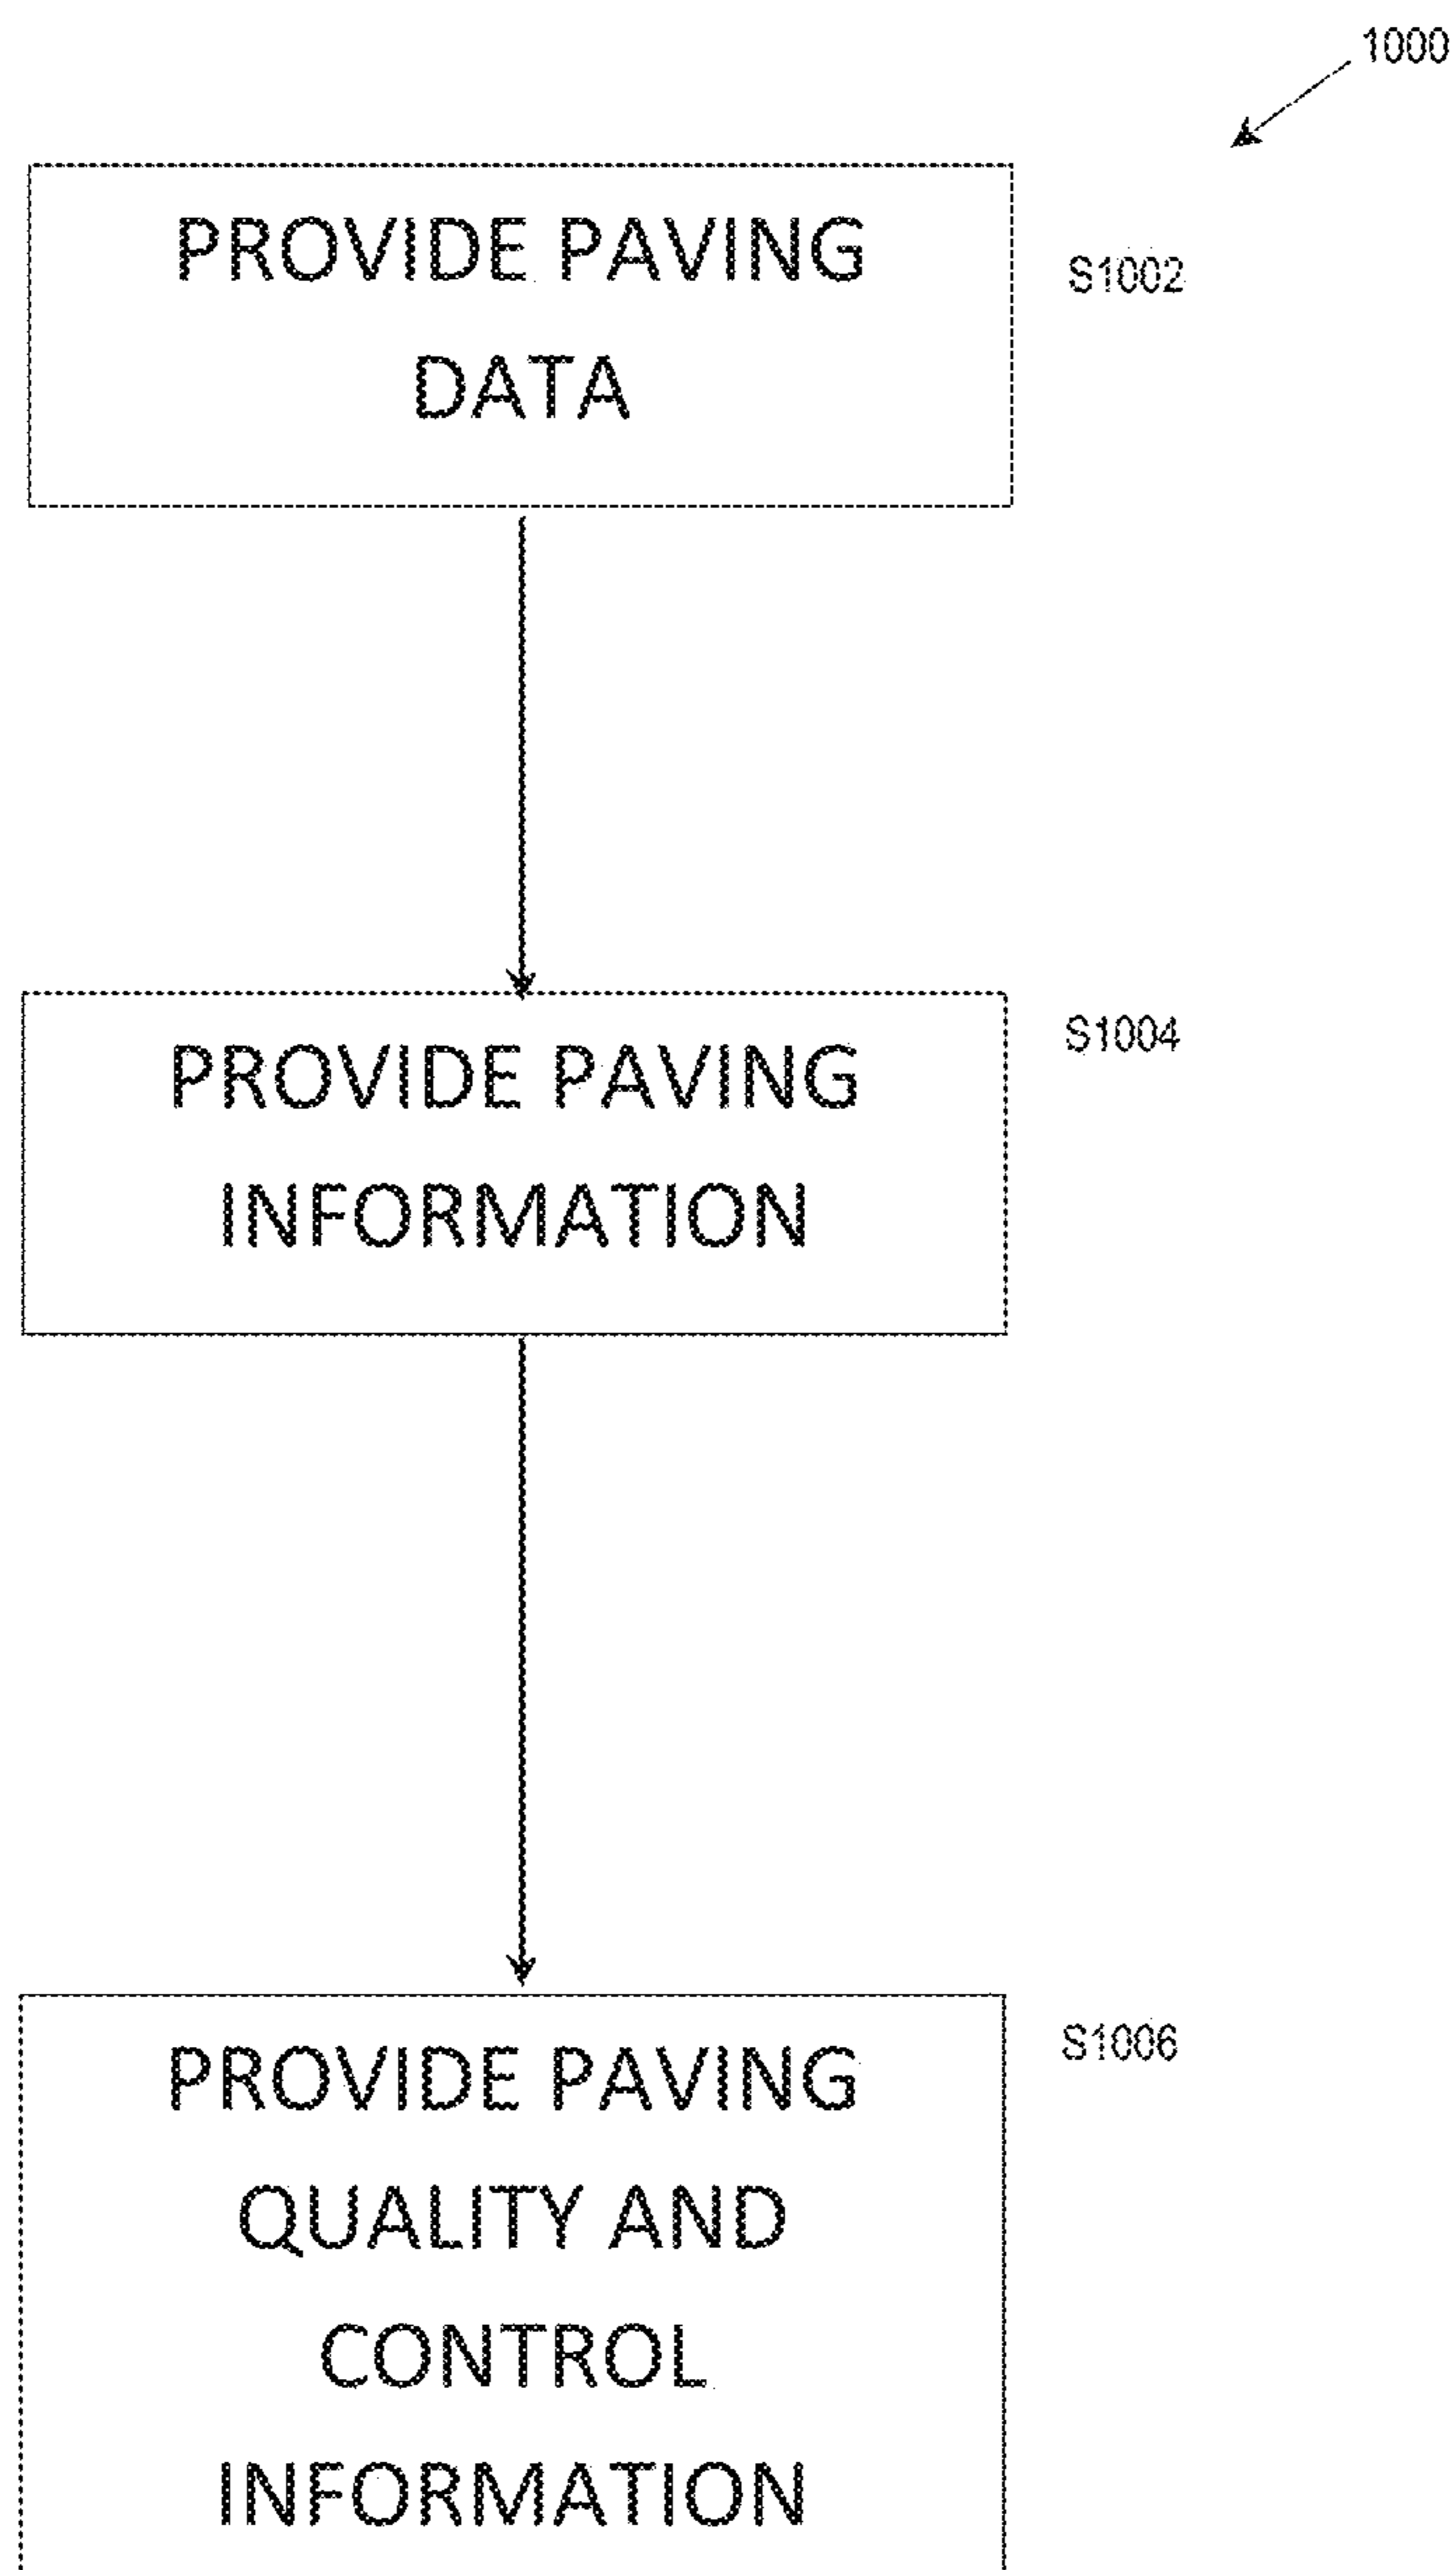 1000
PROVIDE PAVING
DATA
S1002
PROVIDE PAVING
INFORMATION
S1004
PROVIDE PAVING
QUALITY AND
CONTROL
INFORMATION
S1006